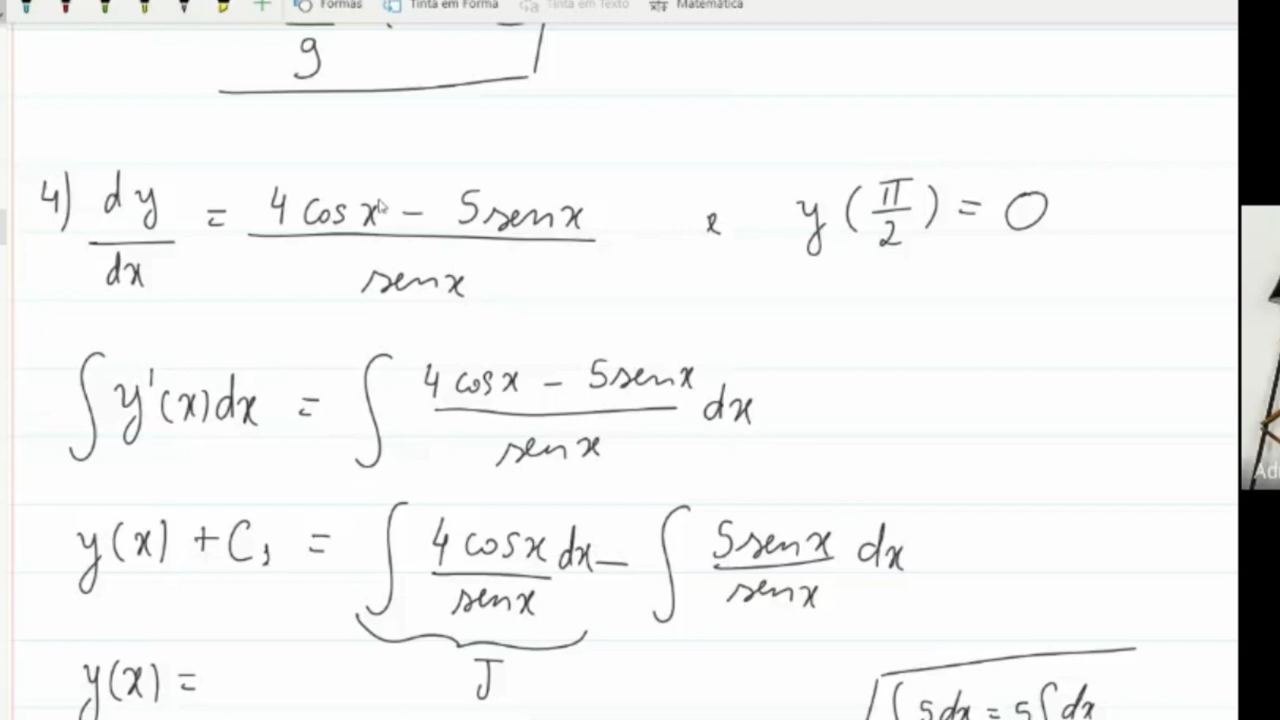 Formas Tinta em Forma Tinta em Texto Matemática
9
4) dy/dx = (4 cos x - 5 sen x)/(sen x) e y(π/2) = 0
∫ y'(x)dx = ∫ (4 cos x - 5 sen x)/(sen x) dx
y(x) + C₁ = ∫ (4 cos x)/(sen x) dx - ∫ (5 sen x)/(sen x) dx
J
y(x) =
∫ 5dx = 5∫dx